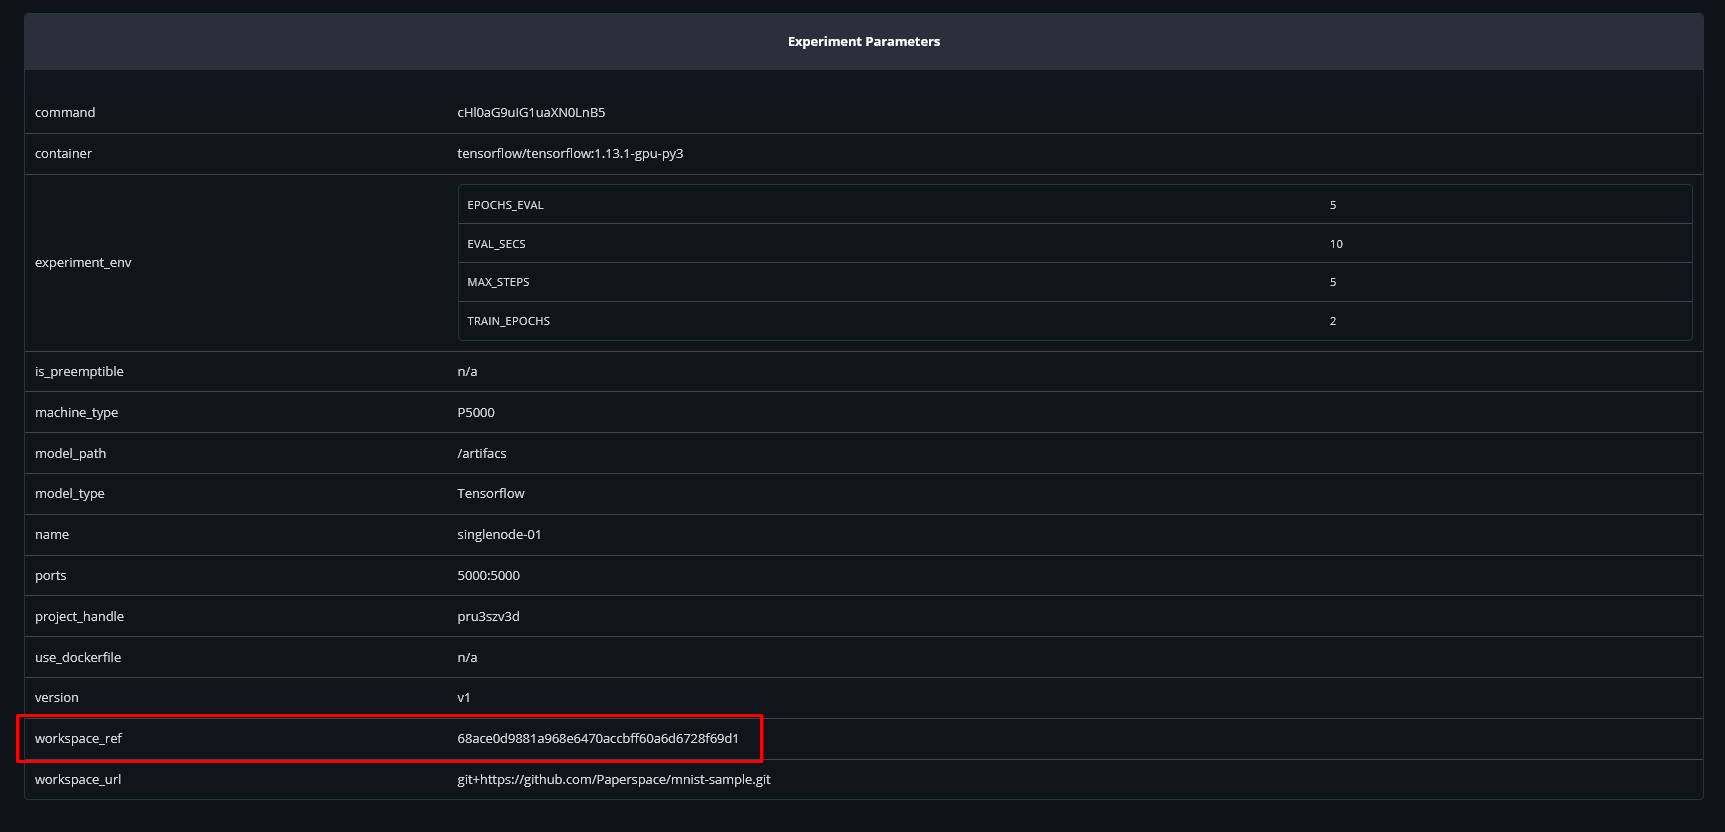 Experiment Parameters
command cHl0aG9uIG1uaXN0LnB5
container tensorflow/tensorflow:1.13.1-gpu-py3
experiment_env
EPOCHS_EVAL 5
EVAL_SECS 10
MAX_STEPS 5
TRAIN_EPOCHS 2
is_preemptible n/a
machine_type P5000
model_path /artifacs
model_type Tensorflow
name singlenode-01
ports 5000:5000
project_handle pru3szv3d
use_dockerfile n/a
version v1
workspace_ref 68ace0d9881a968e6470accbff60a6d6728f69d1
workspace_url git+https://github.com/Paperspace/mnist-sample.git